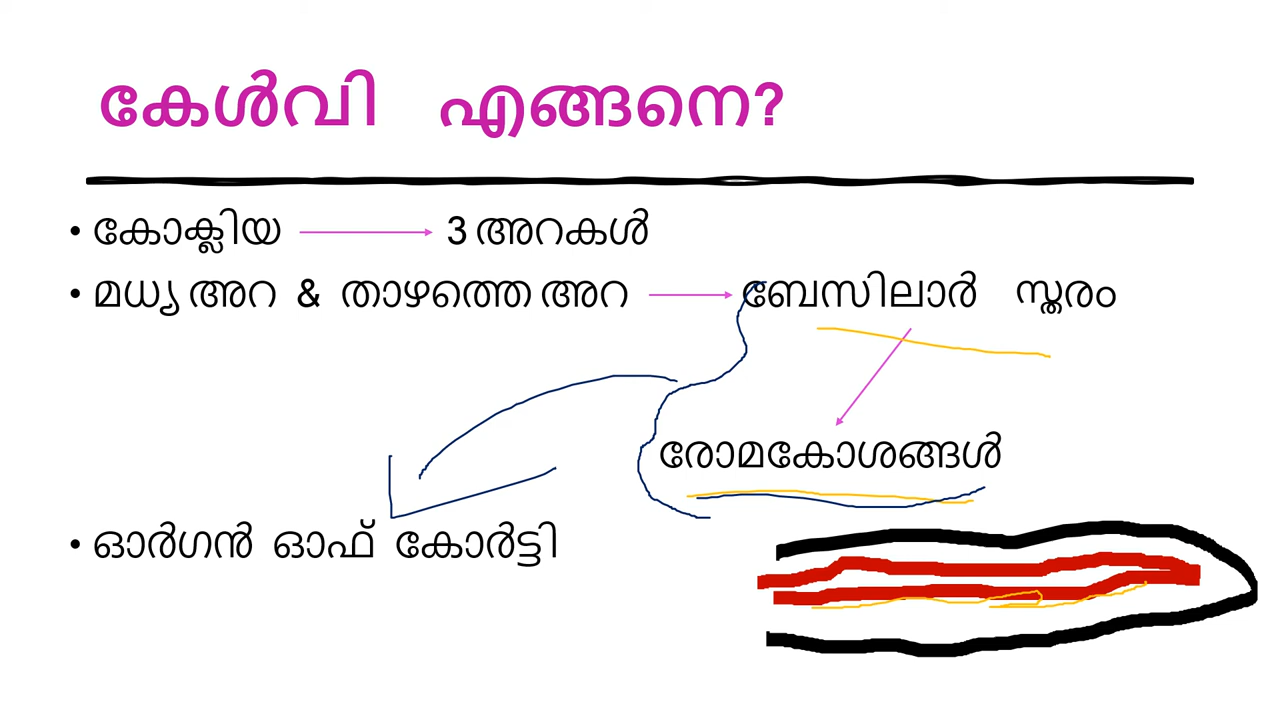 കേൾവി എങ്ങനെ?
• കോക്ലിയ 3 അറകൾ
• മധ്യ അറ & താഴത്തെ അറ ബേസിലാർ സ്തരം
രോമകോശങ്ങൾ
• ഓർഗൻ ഓഫ് കോർട്ടി